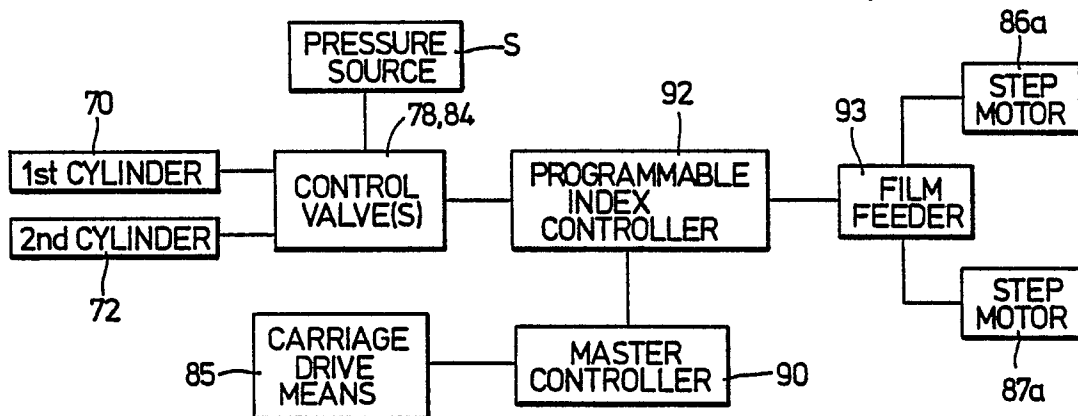 PRESSURE
SOURCE
S
86a
STEP
MOTOR
70
78,84
92
93
1st CYLINDER
CONTROL
VALVE(S)
PROGRAMMABLE
INDEX
CONTROLLER
FILM
FEEDER
2nd CYLINDER
72
STEP
MOTOR
87a
85
CARRIAGE
DRIVE
MEANS
MASTER
CONTROLLER
90